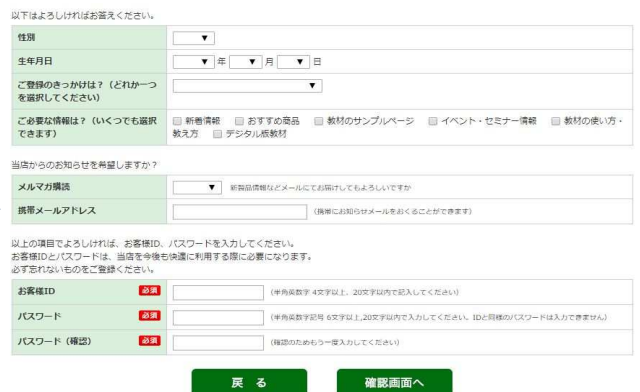 以下はよろしければお答えください。
性別 ▼
生年月日 ▼ 年 ▼ 月 ▼ 日
ご登録のきっかけは？（どれか一つを選択してください） ▼
ご必要な情報は？（いくつでも選択できます） 新着情報 おすすめ商品 教材のサンプルページ イベント・セミナー情報 教材の使い方・教え方 デジタル版教材
当店からのお知らせを希望しますか？
メルマガ購読 ▼ 新製品情報などメールにてお届けしてもよろしいですか
携帯メールアドレス （携帯にお知らせメールをおくることができます）
以上の項目でよろしければ、お客様ID、パスワードを入力してください。
お客様IDとパスワードは、当店を今後も快適に利用する際に必要になります。
必ず忘れないものをご登録ください。
お客様ID 必須 （半角英数字 4文字以上、20文字以内で記入してください）
パスワード 必須 （半角英数字記号 6文字以上,20文字以内で入力してください。IDと同様のパスワードは入力できません）
パスワード（確認） 必須 （確認のためもう一度入力してください）
戻 る 確認画面へ